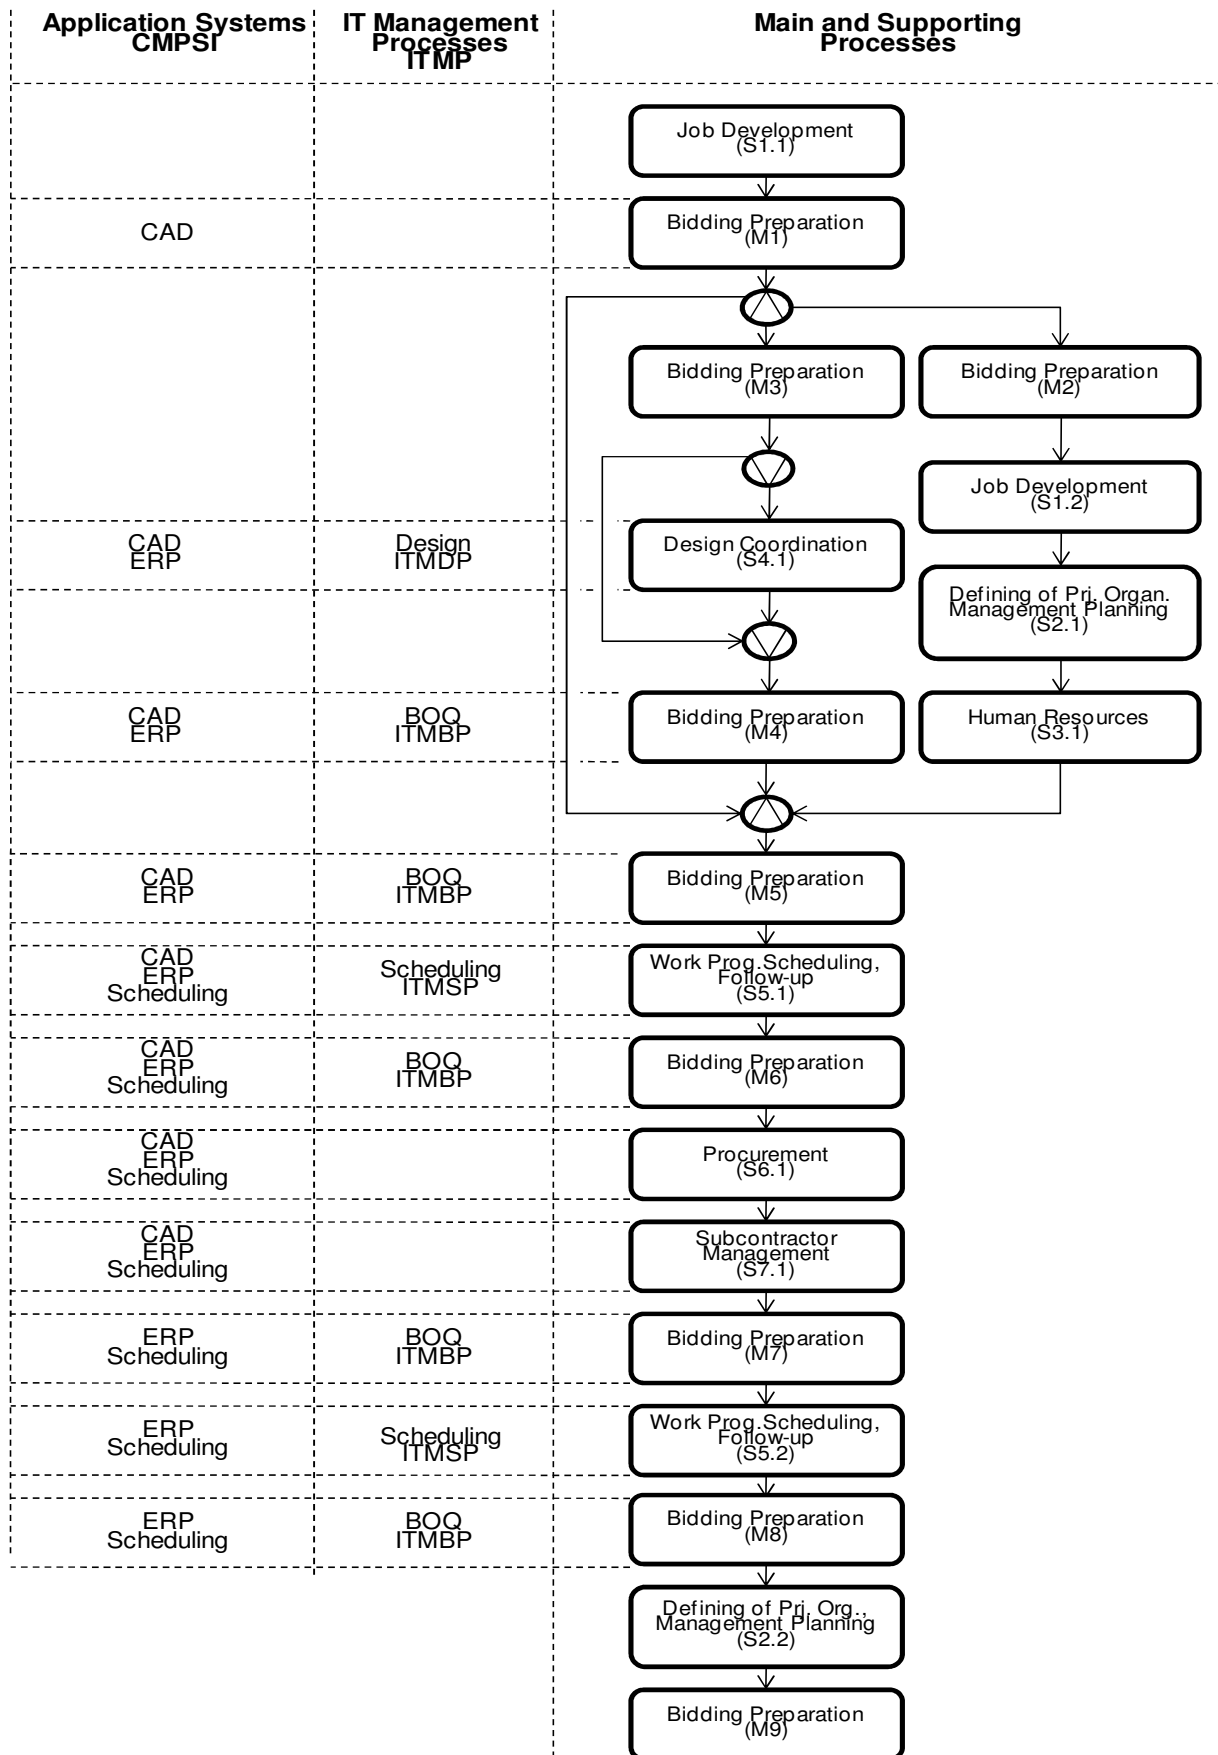 Application Systems
CMPSI
IT Management
Processes
ITMP
Main and Supporting
Processes
Job Development
(S1.1)
CAD
Bidding Preparation
(M1)
Bidding Preparation
(M3)
Bidding Preparation
(M2)
Job Development
(S1.2)
CAD
ERP
Design
ITMDP
Design Coordination
(S4.1)
Defining of Prj. Organ.
Management Planning
(S2.1)
CAD
ERP
BOQ
ITMBP
Bidding Preparation
(M4)
Human Resources
(S3.1)
CAD
ERP
BOQ
ITMBP
Bidding Preparation
(M5)
CAD
ERP
Scheduling
Scheduling
ITMSP
Work Prog.Scheduling,
Follow-up
(S5.1)
CAD
ERP
Scheduling
BOQ
ITMBP
Bidding Preparation
(M6)
CAD
ERP
Scheduling
Procurement
(S6.1)
CAD
ERP
Scheduling
Subcontractor
Management
(S7.1)
ERP
Scheduling
BOQ
ITMBP
Bidding Preparation
(M7)
ERP
Scheduling
Scheduling
ITMSP
Work Prog.Scheduling,
Follow-up
(S5.2)
ERP
Scheduling
BOQ
ITMBP
Bidding Preparation
(M8)
Defining of Prj. Org.,
Management Planning
(S2.2)
Bidding Preparation
(M9)